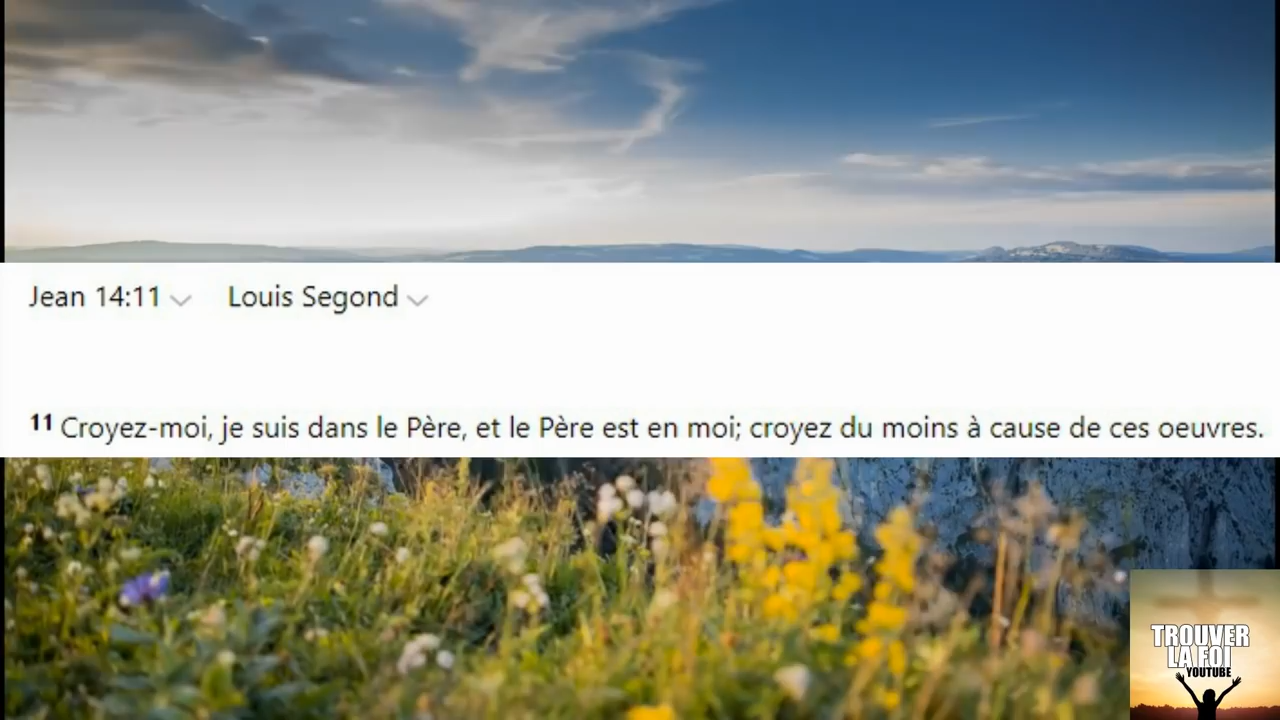 Jean 14:11 Louis Segond
11 Croyez-moi, je suis dans le Père, et le Père est en moi; croyez du moins à cause de ces oeuvres.
TROUVER
LA FOI
YOUTUBE